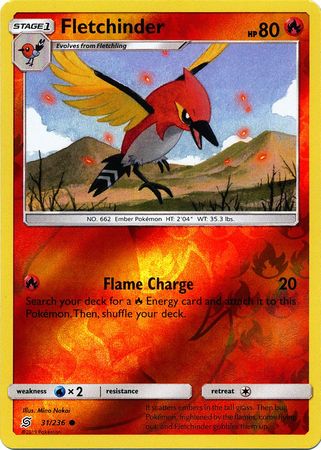 STAGE 1 Fletchinder HP 80
Evolves from Fletchling
NO. 662 Ember Pokémon HT: 2'04" WT: 35.3 lbs.
Flame Charge 20
Search your deck for a Energy card and attach it to this
Pokémon. Then, shuffle your deck.
weakness ×2 resistance retreat
Illus. Mina Nakai
31/236
It scatters embers in the tall grass. Then bug
Pokémon, frightened by the flames, come flying
out, and Fletchinder gobbles them up.
©2019 Pokémon